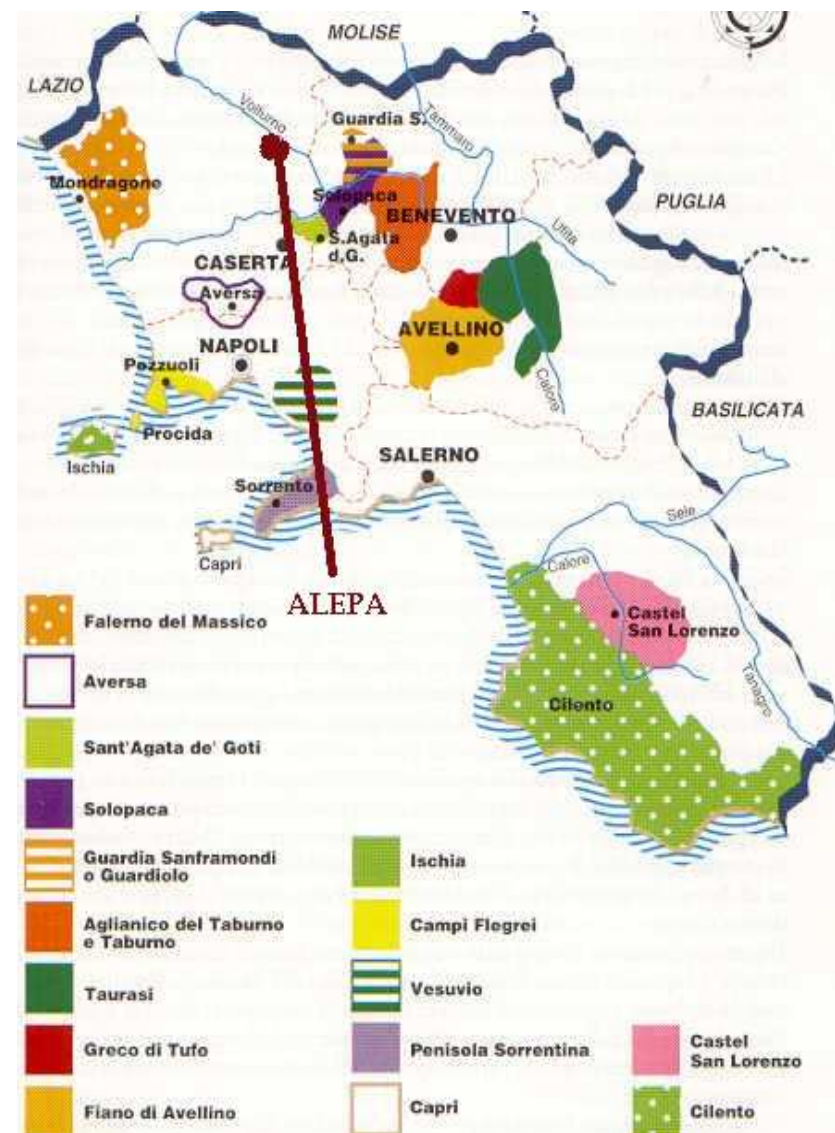 MOLISE
LAZIO
Volturno
Tammaro
Guardia S.
Mondragone
Solopaca
BENEVENTO
PUGLIA
Ufita
S.Agata
d.G.
CASERTA
Aversa
AVELLINO
NAPOLI
Pozzuoli
Calore
BASILICATA
Procida
Ischia
SALERNO
Sorrento
Sele
Capri
Calore
ALEPA
Castel
San Lorenzo
Tanagro
Cilento
Falerno del Massico
Aversa
Sant'Agata de' Goti
Solopaca
Guardia Sanframondi
o Guardiolo
Aglianico del Taburno
e Taburno
Taurasi
Greco di Tufo
Fiano di Avellino
Ischia
Campi Flegrei
Vesuvio
Penisola Sorrentina
Capri
Castel
San Lorenzo
Cilento